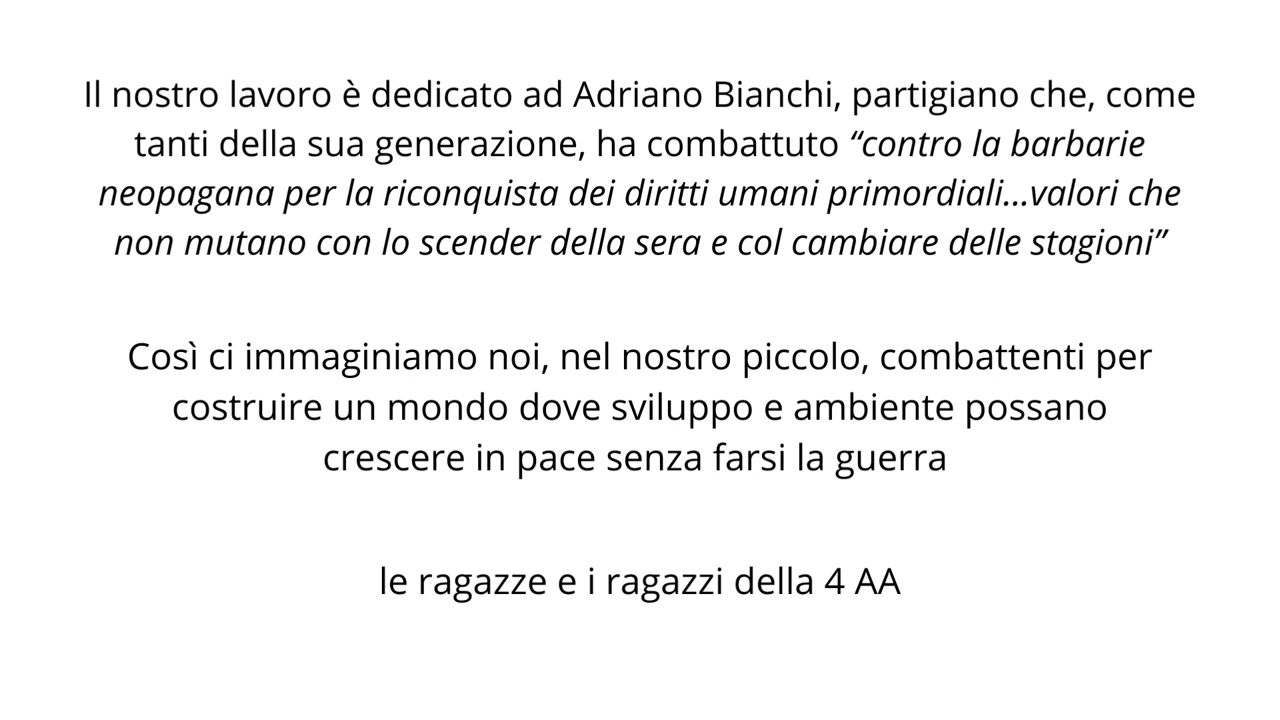 Il nostro lavoro è dedicato ad Adriano Bianchi, partigiano che, come
tanti della sua generazione, ha combattuto “contro la barbarie
neopagana per la riconquista dei diritti umani primordiali...valori che
non mutano con lo scender della sera e col cambiare delle stagioni”
Così ci immaginiamo noi, nel nostro piccolo, combattenti per
costruire un mondo dove sviluppo e ambiente possano
crescere in pace senza farsi la guerra
le ragazze e i ragazzi della 4 AA